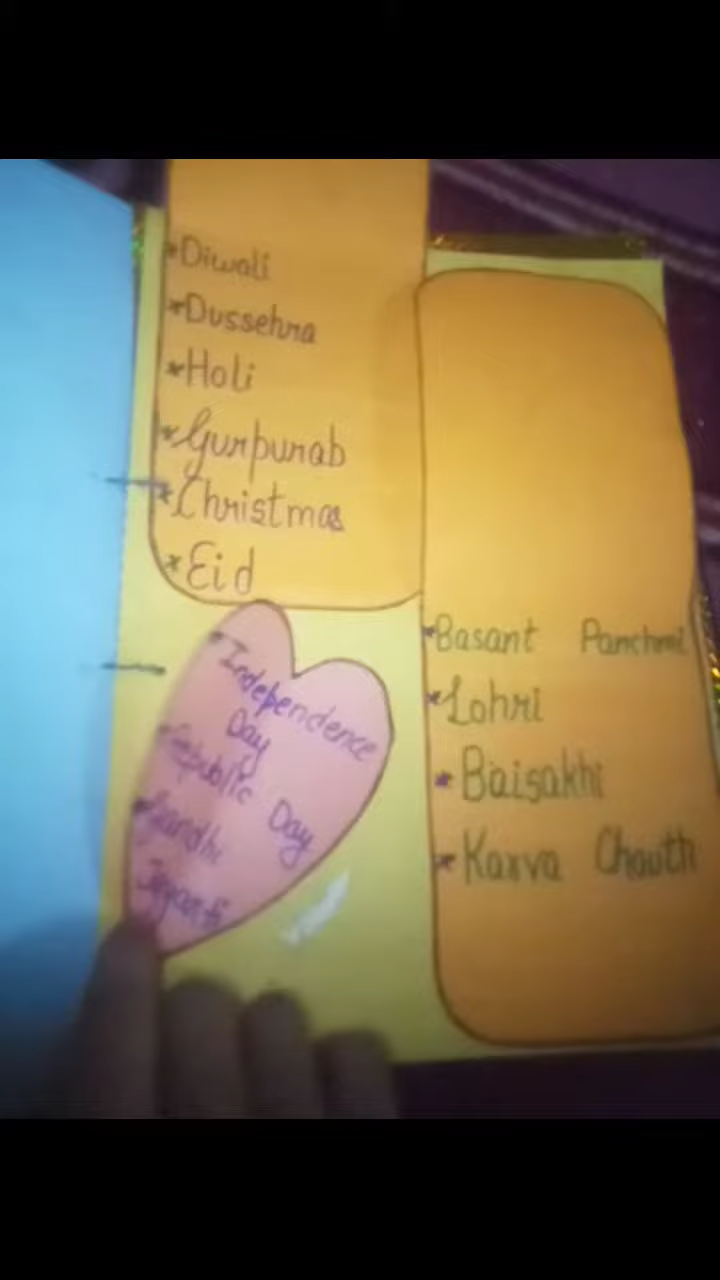 *Diwali
*Dussehra
*Holi
*Gurpurab
*Christmas
*Eid
*Independence
Day
*Republic Day
*Gandhi
Jayanti
*Basant Panchmi
*Lohri
*Baisakhi
*Karva Chauth